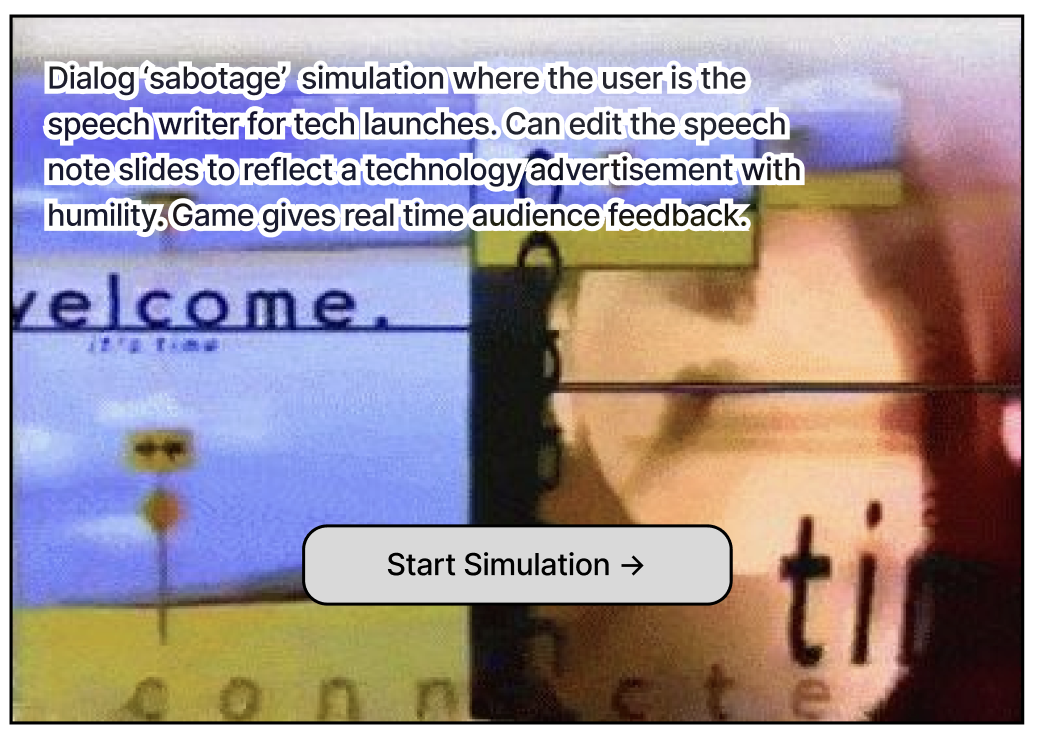 Dialog ‘sabotage’ simulation where the user is the
speech writer for tech launches. Can edit the speech
note slides to reflect a technology advertisement with
humility. Game gives real time audience feedback.
welcome.
it's time
Start Simulation →
ti
conn cte